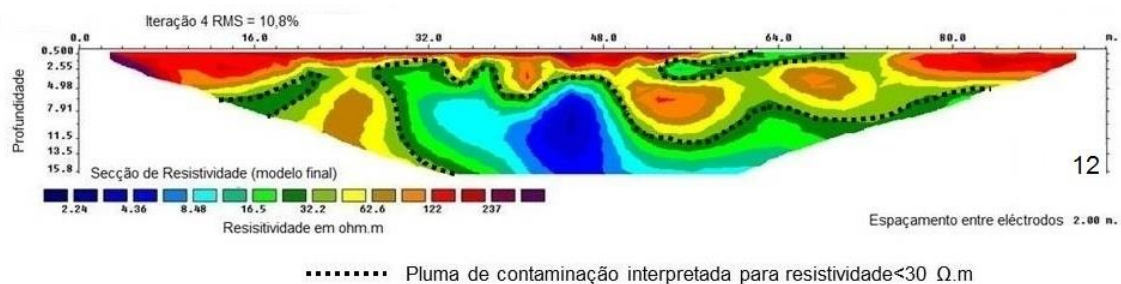 Iteração 4 RMS = 10,8%
0.0 16.0 32.0 48.0 64.0 80.0 m.
Profundidade
0.500
2.55
4.98
7.91
11.5
13.5
15.8
12
Secção de Resistividade (modelo final)
2.24 4.36 8.48 16.5 32.2 62.6 122 237
Resisitividade em ohm.m
Espaçamento entre eléctrodos 2.00 m.
Pluma de contaminação interpretada para resistividade<30 Ω.m